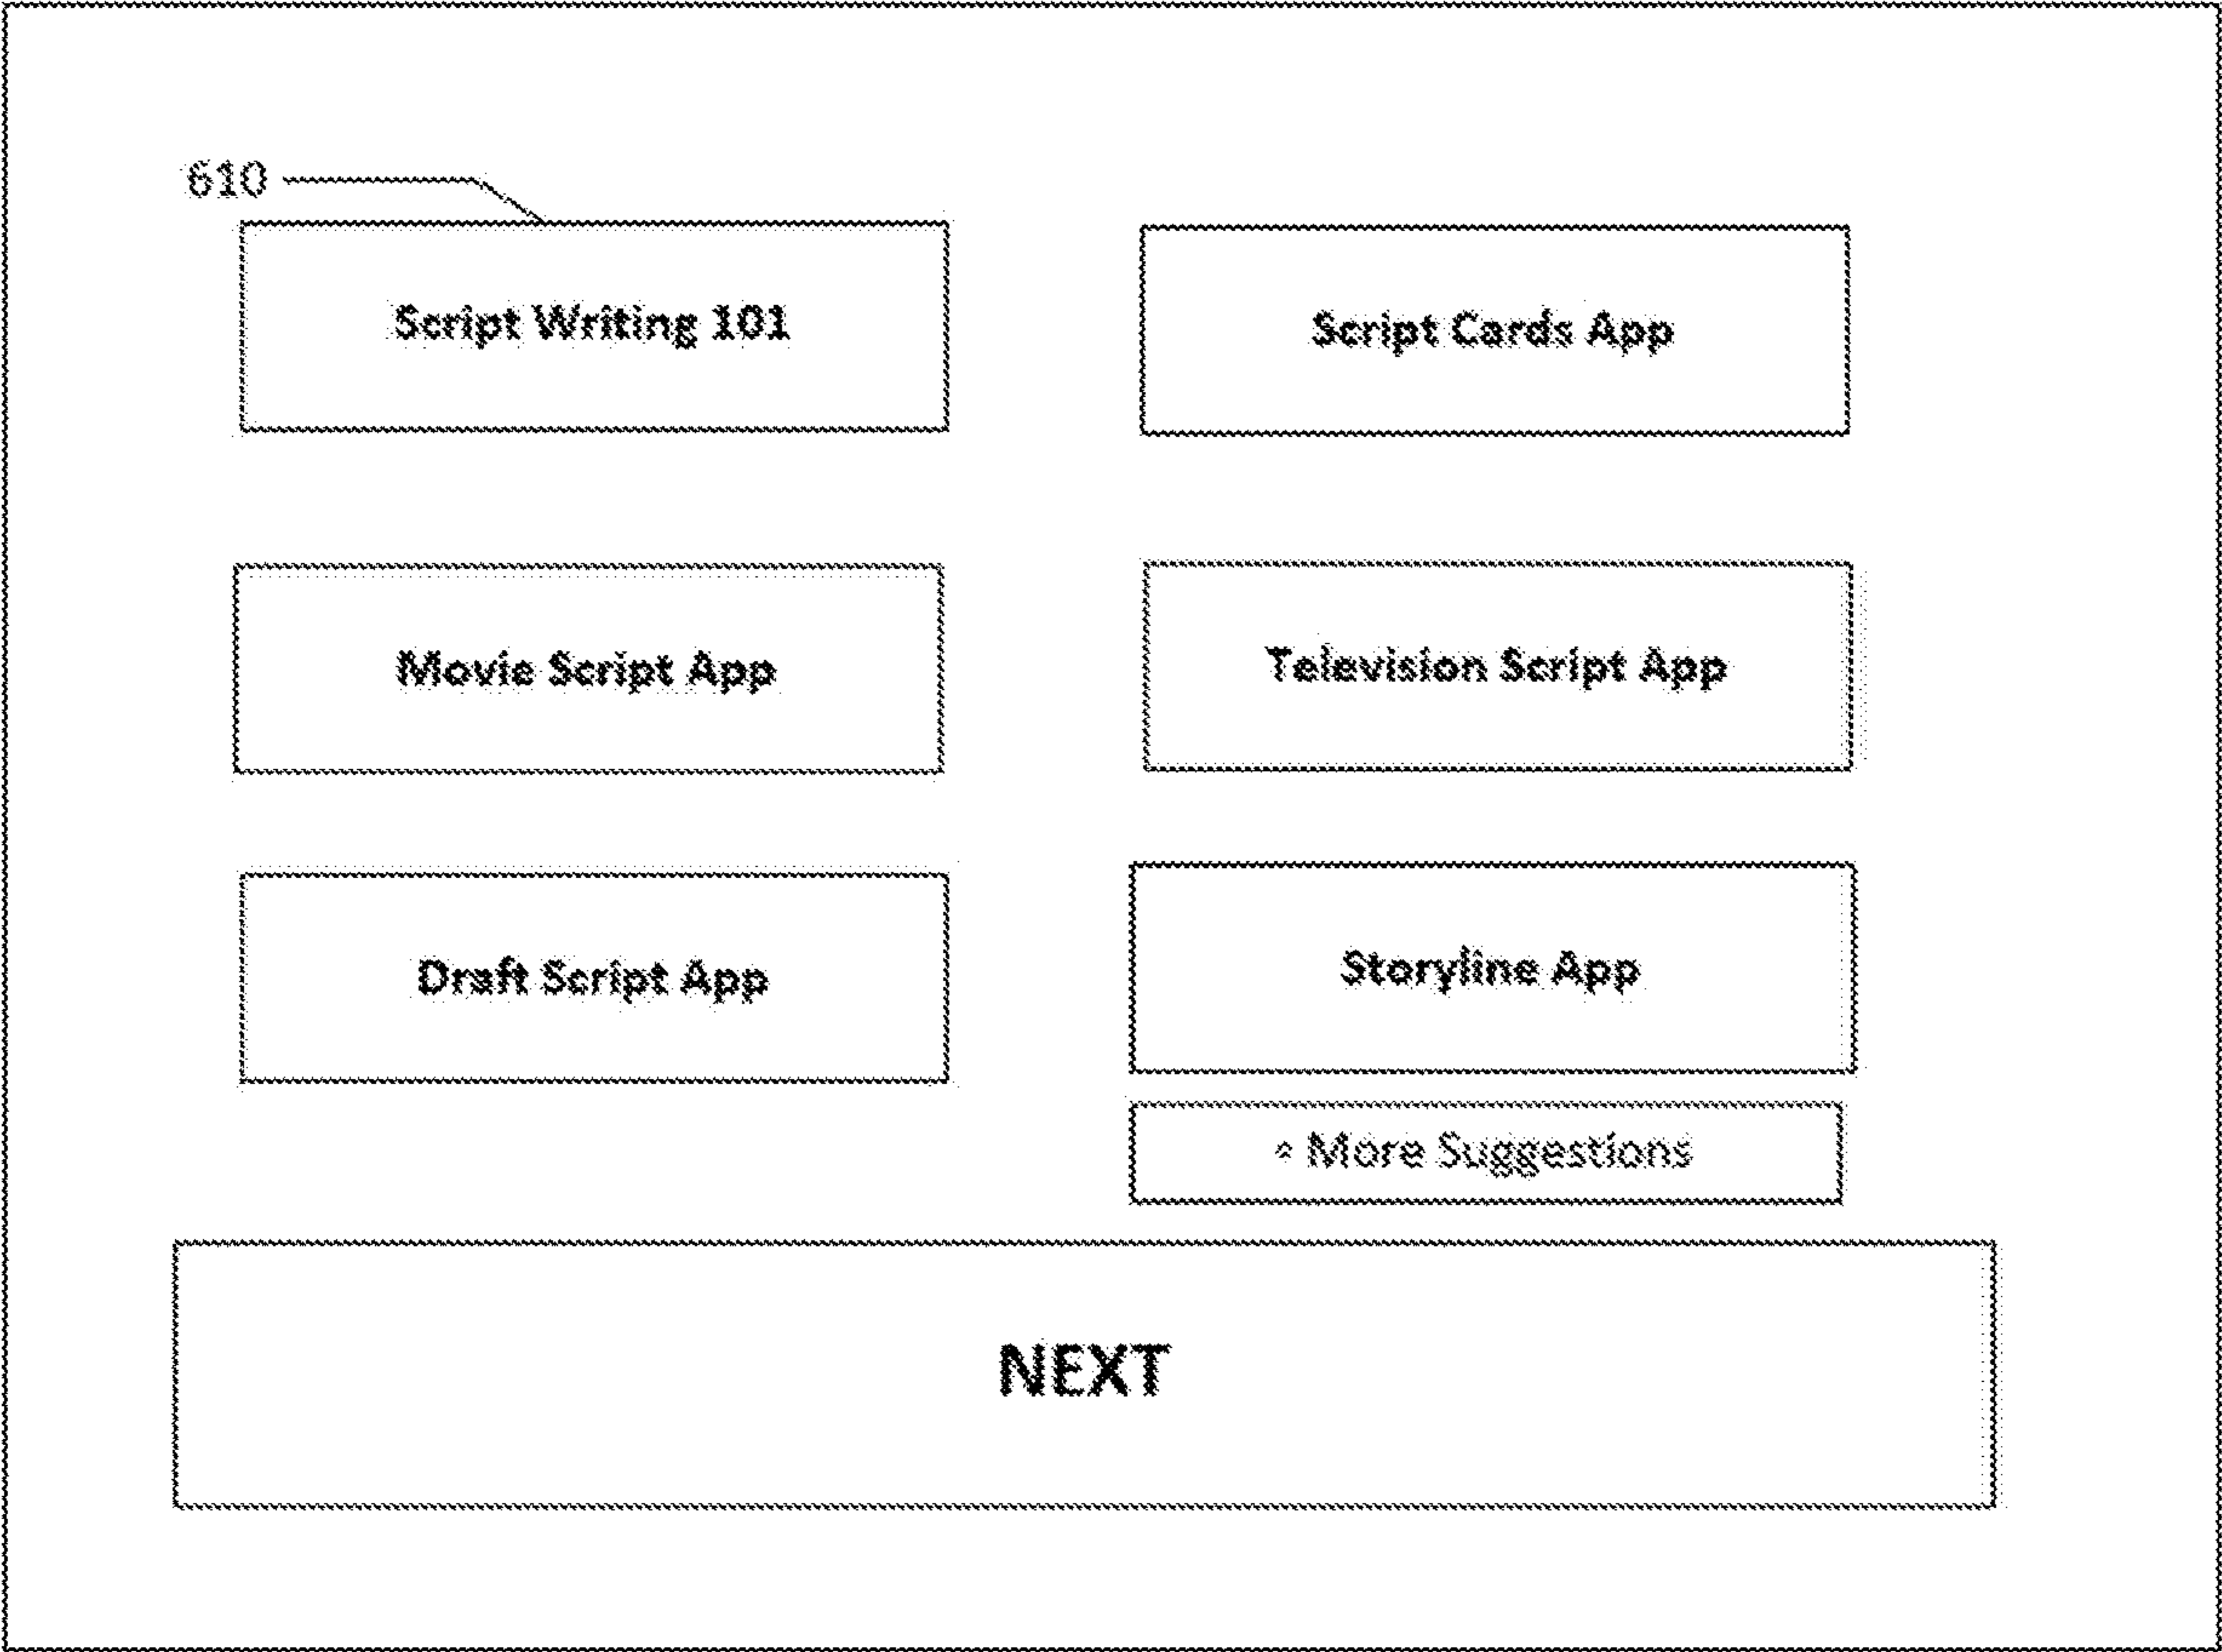 610
Script Writing 101
Script Cards App
Movie Script App
Television Script App
Draft Script App
Storyline App
∘ More Suggestions
NEXT